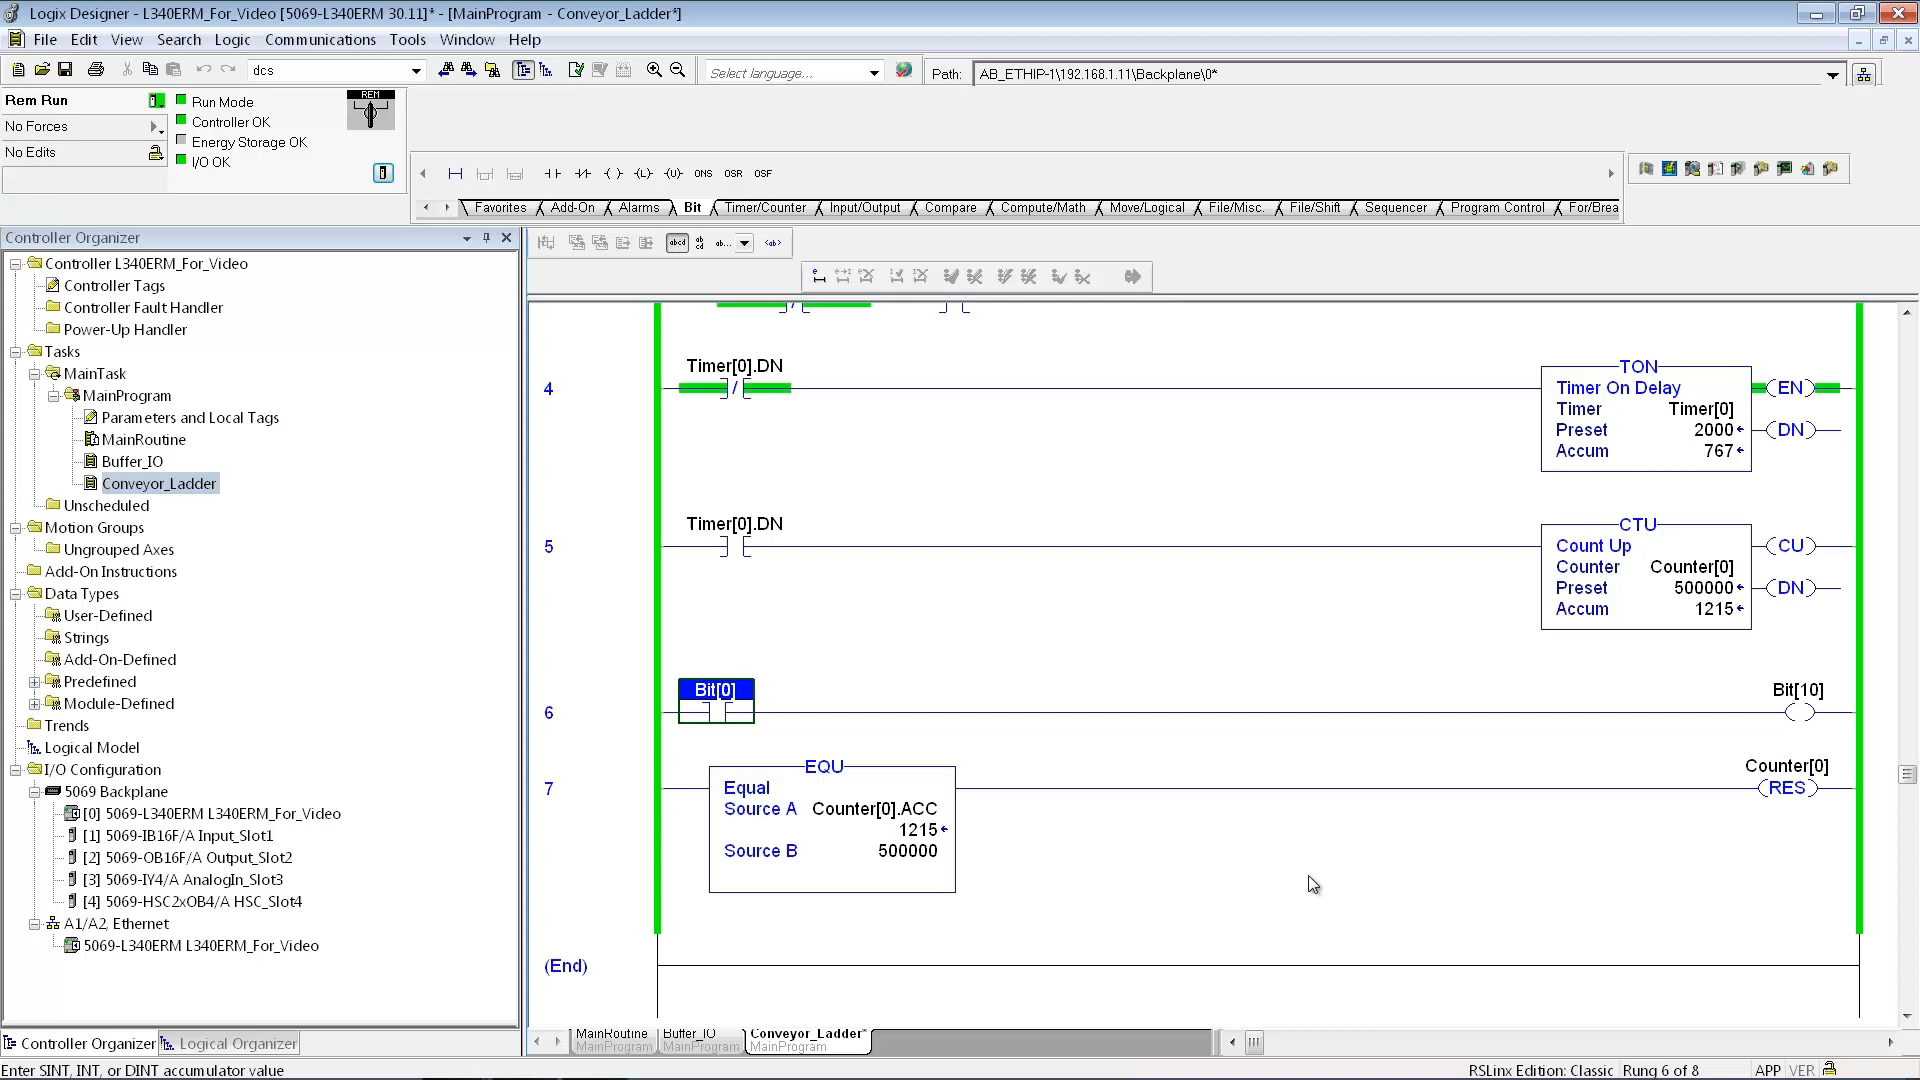 Logix Designer - L340ERM_For_Video [5069-L340ERM 30.11]* - [MainProgram - Conveyor_Ladder*]
File Edit View Search Logic Communications Tools Window Help
dcs
Select language...
Path: AB_ETHIP-1\192.168.1.11\Backplane\0*
Rem Run
No Forces
No Edits
Run Mode
Controller OK
Energy Storage OK
I/O OK
REM
ONS OSR OSF
Favorites Add-On Alarms Bit Timer/Counter Input/Output Compare Compute/Math Move/Logical File/Misc. File/Shift Sequencer Program Control For/Brea
Controller Organizer
Controller L340ERM_For_Video
Controller Tags
Controller Fault Handler
Power-Up Handler
Tasks
MainTask
MainProgram
Parameters and Local Tags
MainRoutine
Buffer_IO
Conveyor_Ladder
Unscheduled
Motion Groups
Ungrouped Axes
Add-On Instructions
Data Types
User-Defined
Strings
Add-On-Defined
Predefined
Module-Defined
Trends
Logical Model
I/O Configuration
5069 Backplane
[0] 5069-L340ERM L340ERM_For_Video
[1] 5069-IB16F/A Input_Slot1
[2] 5069-OB16F/A Output_Slot2
[3] 5069-IY4/A AnalogIn_Slot3
[4] 5069-HSC2xOB4/A HSC_Slot4
A1/A2, Ethernet
5069-L340ERM L340ERM_For_Video
Controller Organizer Logical Organizer
4
Timer[0].DN
TON
Timer On Delay
Timer Timer[0]
Preset 2000
Accum 767
EN
DN
5
Timer[0].DN
CTU
Count Up
Counter Counter[0]
Preset 500000
Accum 1215
CU
DN
6
Bit[0]
Bit[10]
7
EQU
Equal
Source A Counter[0].ACC
1215
Source B 500000
Counter[0]
RES
(End)
MainRoutine
MainProgram
Buffer_IO
MainProgram
Conveyor_Ladder*
MainProgram
Enter SINT, INT, or DINT accumulator value
RSLinx Edition: Classic Rung 6 of 8 APP VER